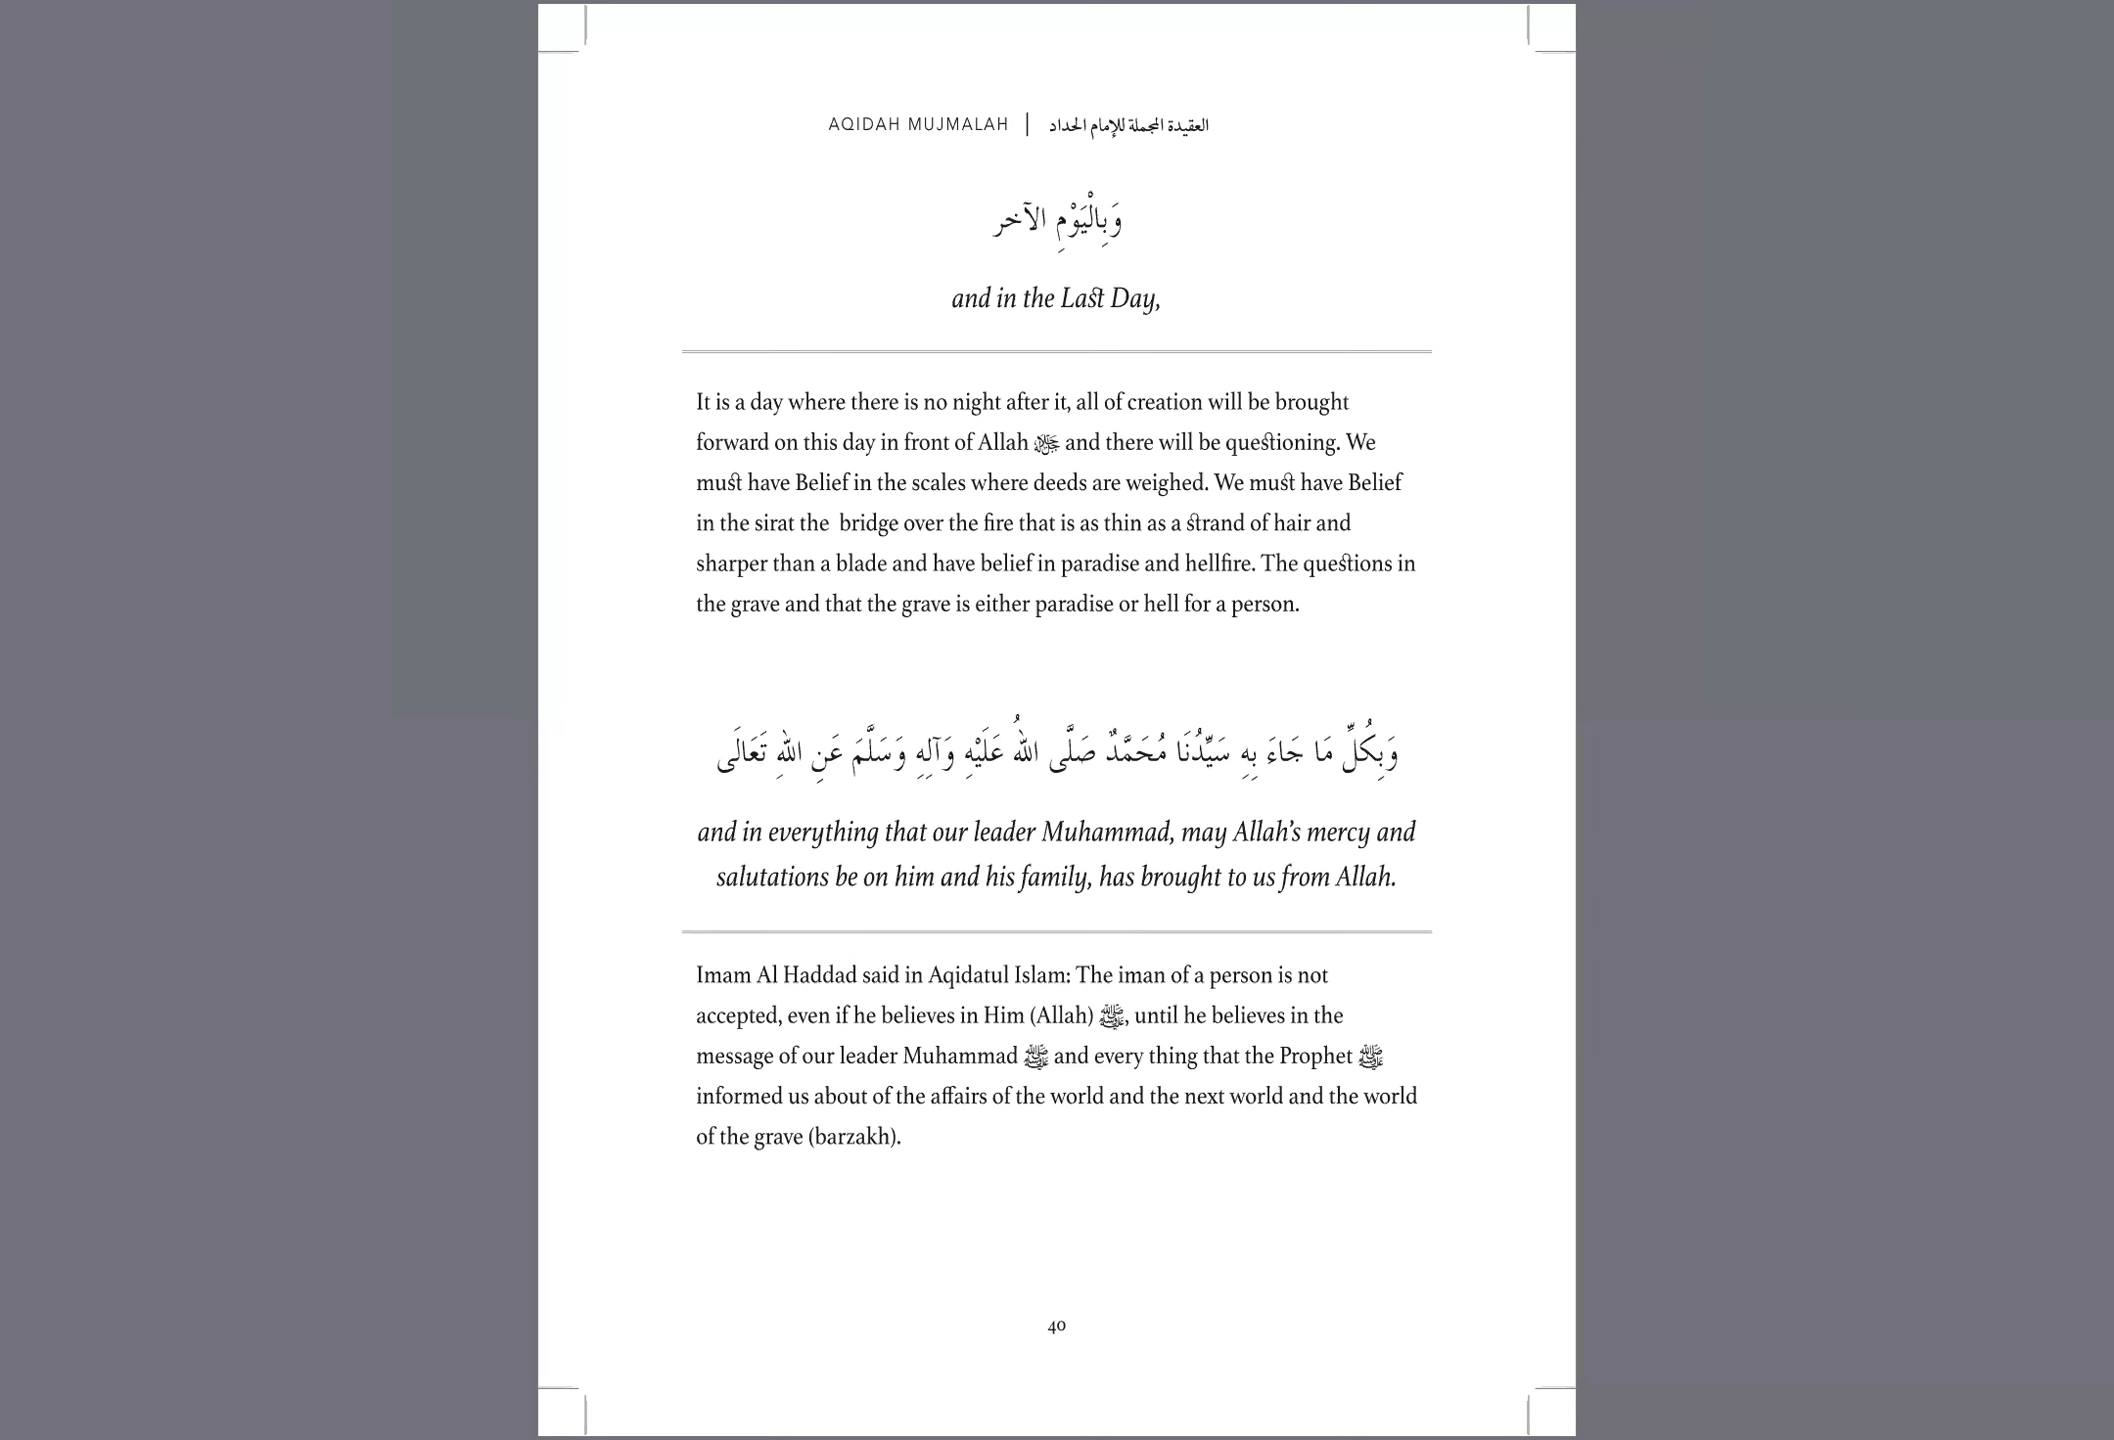 AQIDAH MUJMALAH | العقيدة المجملة للإمام الحداد
وَبِالْيَوْمِ الآخر
and in the Last Day,
It is a day where there is no night after it, all of creation will be brought
forward on this day in front of Allah ﷻ and there will be questioning. We
must have Belief in the scales where deeds are weighed. We must have Belief
in the sirat the  bridge over the fire that is as thin as a strand of hair and
sharper than a blade and have belief in paradise and hellfire. The questions in
the grave and that the grave is either paradise or hell for a person.
وَبِكُلِّ مَا جَاءَ بِهِ سَيِّدُنَا مُحَمَّدٌ صَلَّى اللهُ عَلَيْهِ وَآلِهِ وَسَلَّمَ عَنِ اللهِ تَعَالَى
and in everything that our leader Muhammad, may Allah’s mercy and
salutations be on him and his family, has brought to us from Allah.
Imam Al Haddad said in Aqidatul Islam: The iman of a person is not
accepted, even if he believes in Him (Allah) ﷺ, until he believes in the
message of our leader Muhammad ﷺ and every thing that the Prophet ﷺ
informed us about of the affairs of the world and the next world and the world
of the grave (barzakh).
40